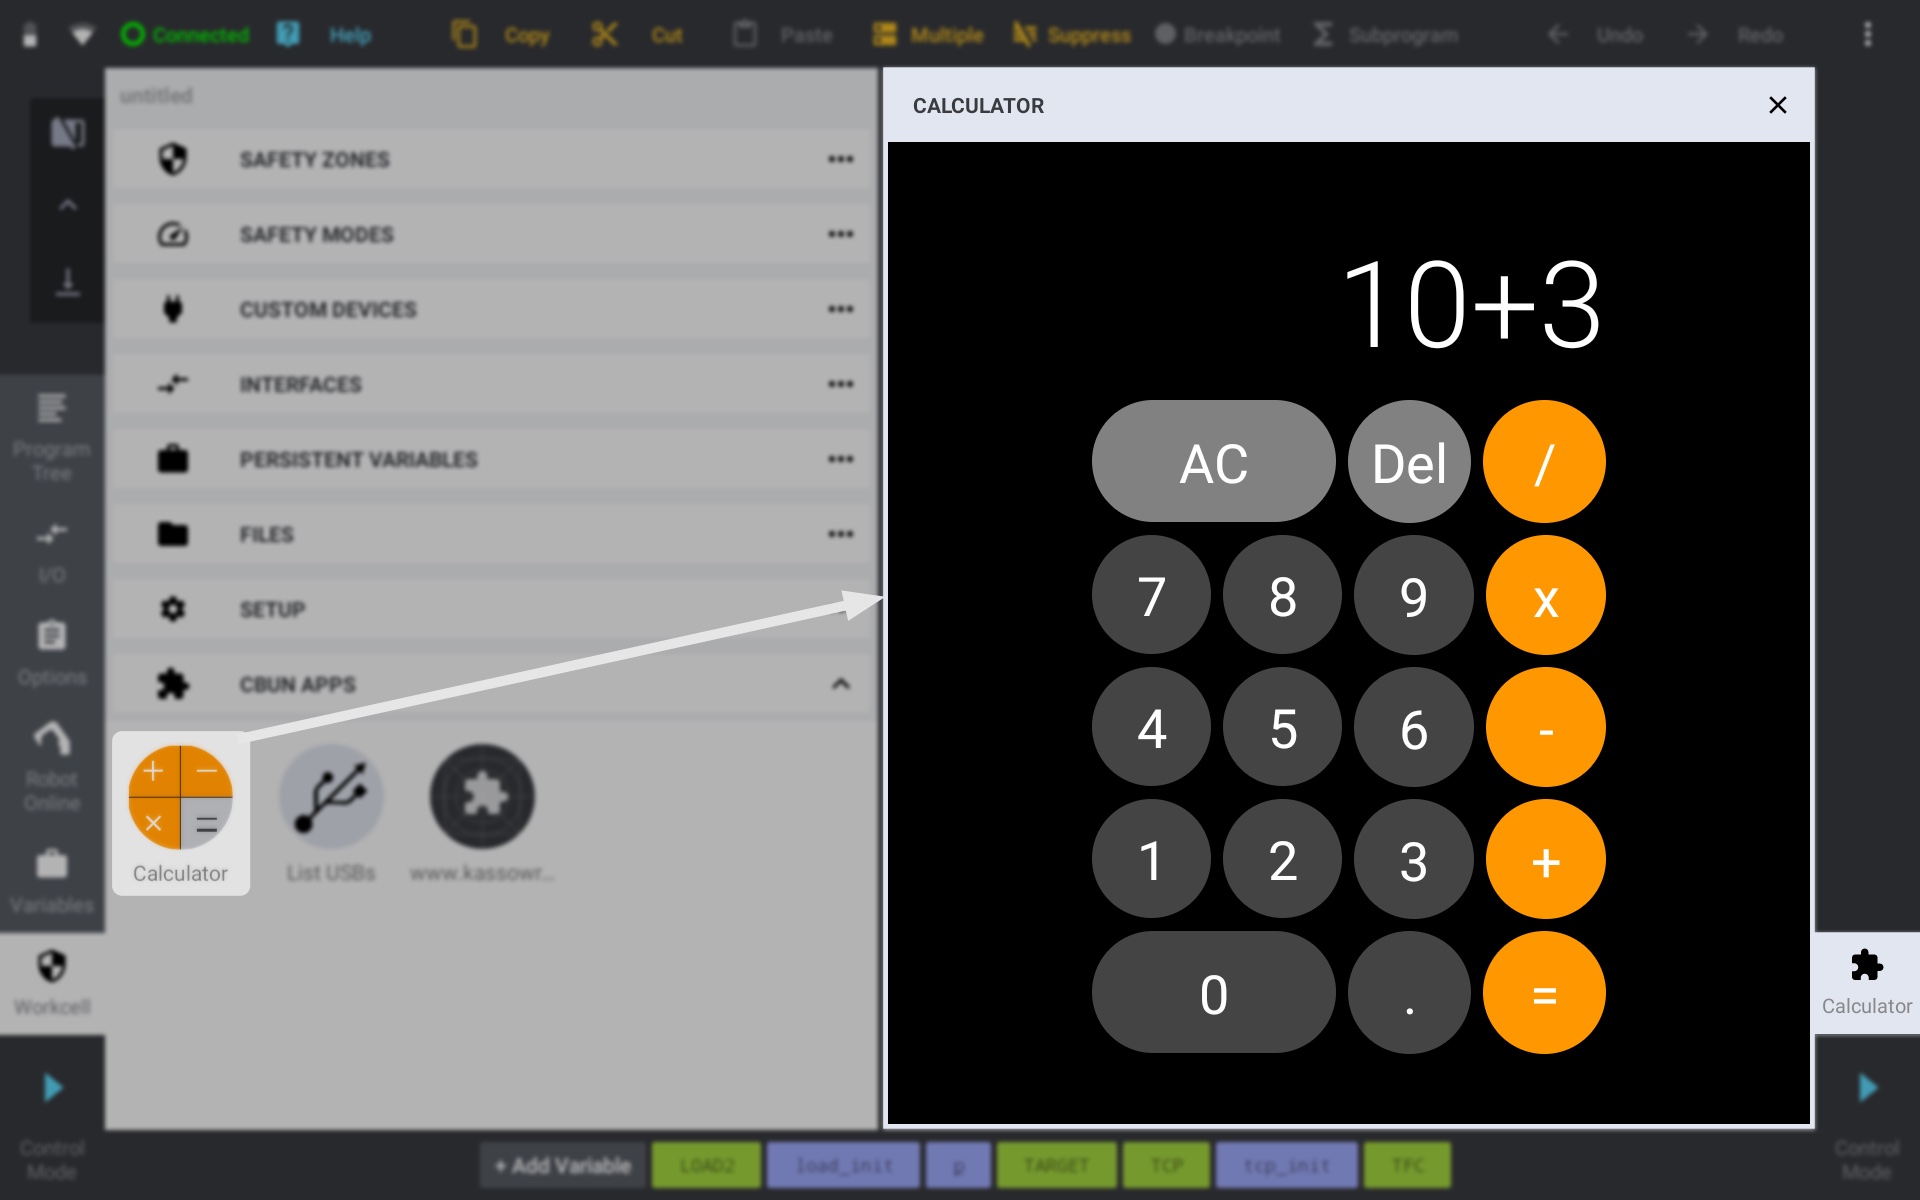 Connected
Help
Copy
Cut
Paste
Multiple
Suppress
Breakpoint
Subprogram
Undo
Redo
untitled
SAFETY ZONES
SAFETY MODES
CUSTOM DEVICES
INTERFACES
PERSISTENT VARIABLES
FILES
SETUP
CBUN APPS
Calculator
List USBs
www.kassowr...
Program
Tree
I/O
Options
Robot
Online
Variables
Workcell
Control
Mode
CALCULATOR
10+3
AC Del /
7 8 9 x
4 5 6 -
1 2 3 +
0 . =
Calculator
Control
Mode
+ Add Variable
LOAD2
load_init
p
TARGET
TCP
tcp_init
TFC